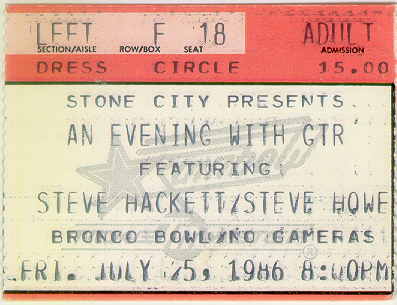 LEFT F 18 ADULT
SECTION/AISLE ROW/BOX SEAT ADMISSION
DRESS CIRCLE 15.00
STONE CITY PRESENTS
AN EVENING WITH GTR
FEATURING
STEVE HACKETT/STEVE HOWE
BRONCO BOWL/NO CAMERAS
FRI. JULY 25, 1986 8:00PM